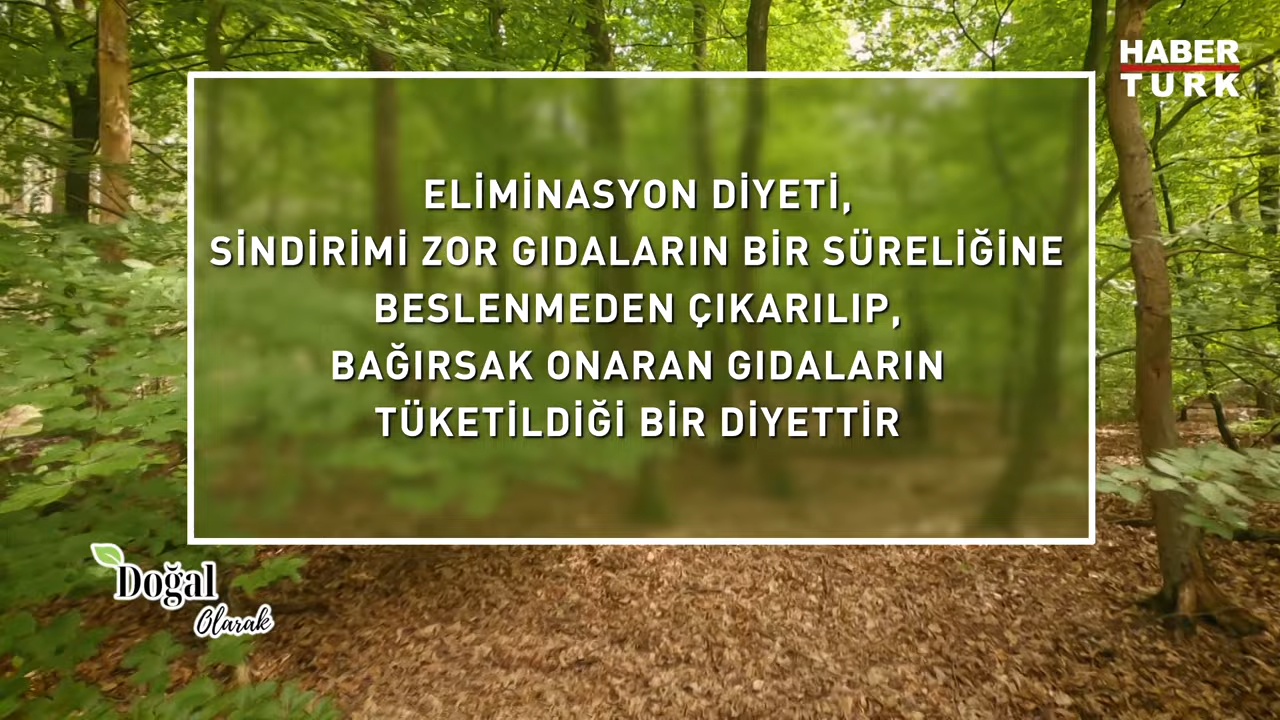 HABER
TURK
ELİMİNASYON DİYETİ,
SİNDİRİMİ ZOR GIDALARIN BİR SÜRELİĞİNE
BESLENMEDEN ÇIKARILIP,
BAĞIRSAK ONARAN GIDALARIN
TÜKETİLDİĞİ BİR DİYETTİR
Doğal
Olarak